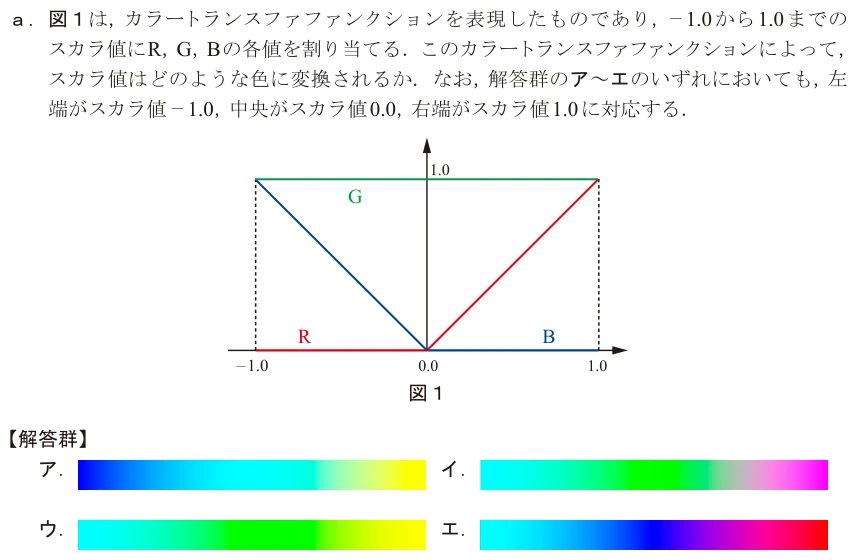 a. 図1は，カラートランスファファンクションを表現したものであり，－1.0から1.0までの
スカラ値にR，G，Bの各値を割り当てる．このカラートランスファファンクションによって，
スカラ値はどのような色に変換されるか．なお，解答群のア～エのいずれにおいても，左
端がスカラ値－1.0，中央がスカラ値0.0，右端がスカラ値1.0に対応する．
1.0
G
R
B
－1.0
0.0
1.0
図1
【解答群】
ア．
イ．
ウ．
エ．